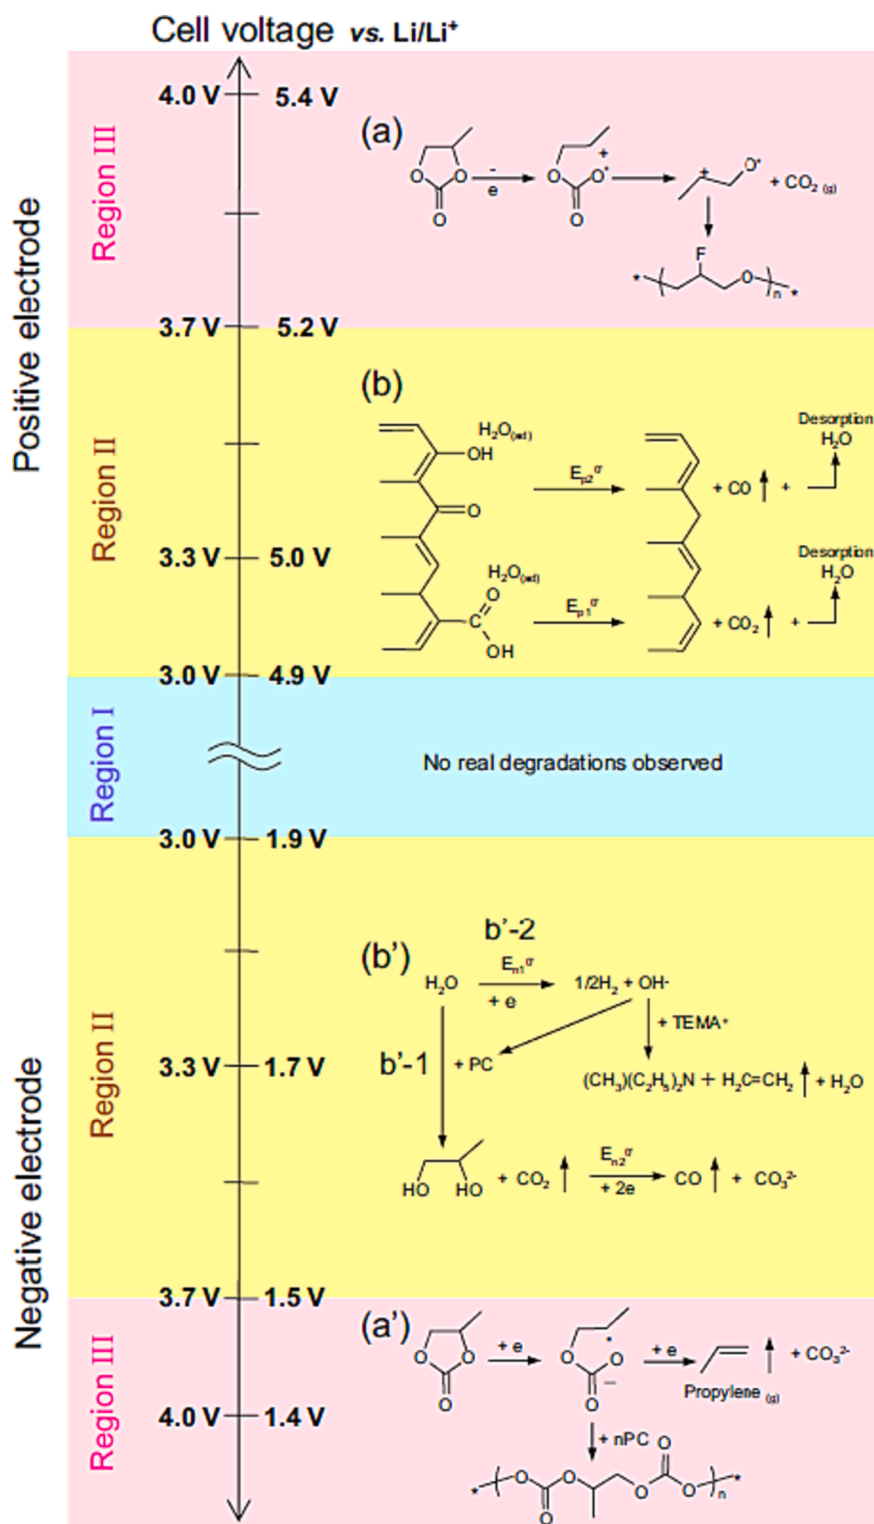 Cell voltage vs. Li/Li⁺
Positive electrode
Region III
4.0 V 5.4 V
(a)
O O O
- e
O O• + O
+ O• + CO₂ (g)
F
* ( O )n *
3.7 V 5.2 V
Region II
(b)
H₂O(ad)
OH
O
Ep2σ
+ CO ↑ +
Desorption
H₂O
3.3 V 5.0 V
H₂O(ad)
O
C
OH
Ep1σ
+ CO₂ ↑ +
Desorption
H₂O
3.0 V 4.9 V
Region I
No real degradations observed
3.0 V 1.9 V
Negative electrode
Region II
(b')
b'-2
H₂O
En1σ
+ e
1/2H₂ + OH-
+ TEMA⁺
3.3 V 1.7 V
b'-1
+ PC
(CH₃)(C₂H₅)₂N + H₂C=CH₂ ↑ + H₂O
HO HO
+ CO₂ ↑
En2σ
+ 2e
CO ↑ + CO₃²⁻
3.7 V 1.5 V
Region III
(a')
O O O
+ e
O • O O −
+ e
↑ + CO₃²⁻
Propylene (g)
4.0 V 1.4 V
+ nPC
* ( O O O O O O )n *